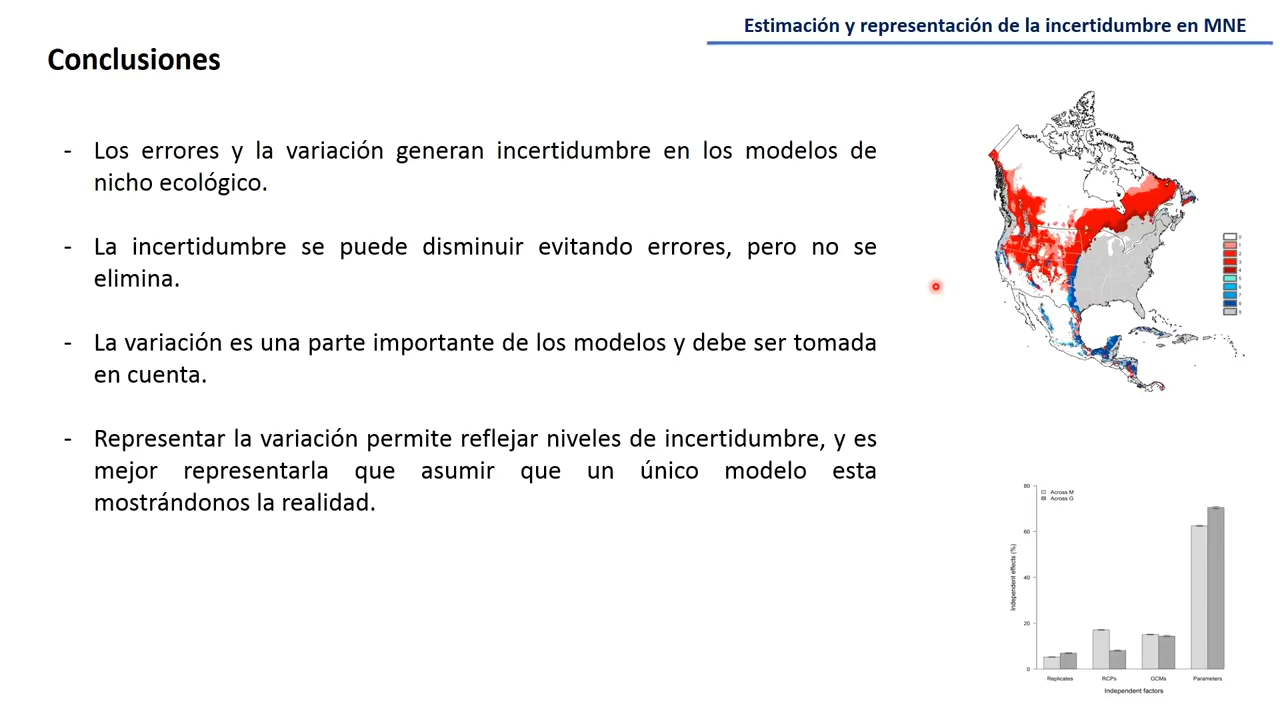 Estimación y representación de la incertidumbre en MNE
Conclusiones
- Los errores y la variación generan incertidumbre en los modelos de
nicho ecológico.
- La incertidumbre se puede disminuir evitando errores, pero no se
elimina.
- La variación es una parte importante de los modelos y debe ser tomada
en cuenta.
- Representar la variación permite reflejar niveles de incertidumbre, y es
mejor representarla que asumir que un único modelo esta
mostrándonos la realidad.
80
60
40
20
0
Independent effects (%)
Across M
Across G
Replicates RCPs GCMs Parameters
Independent factors